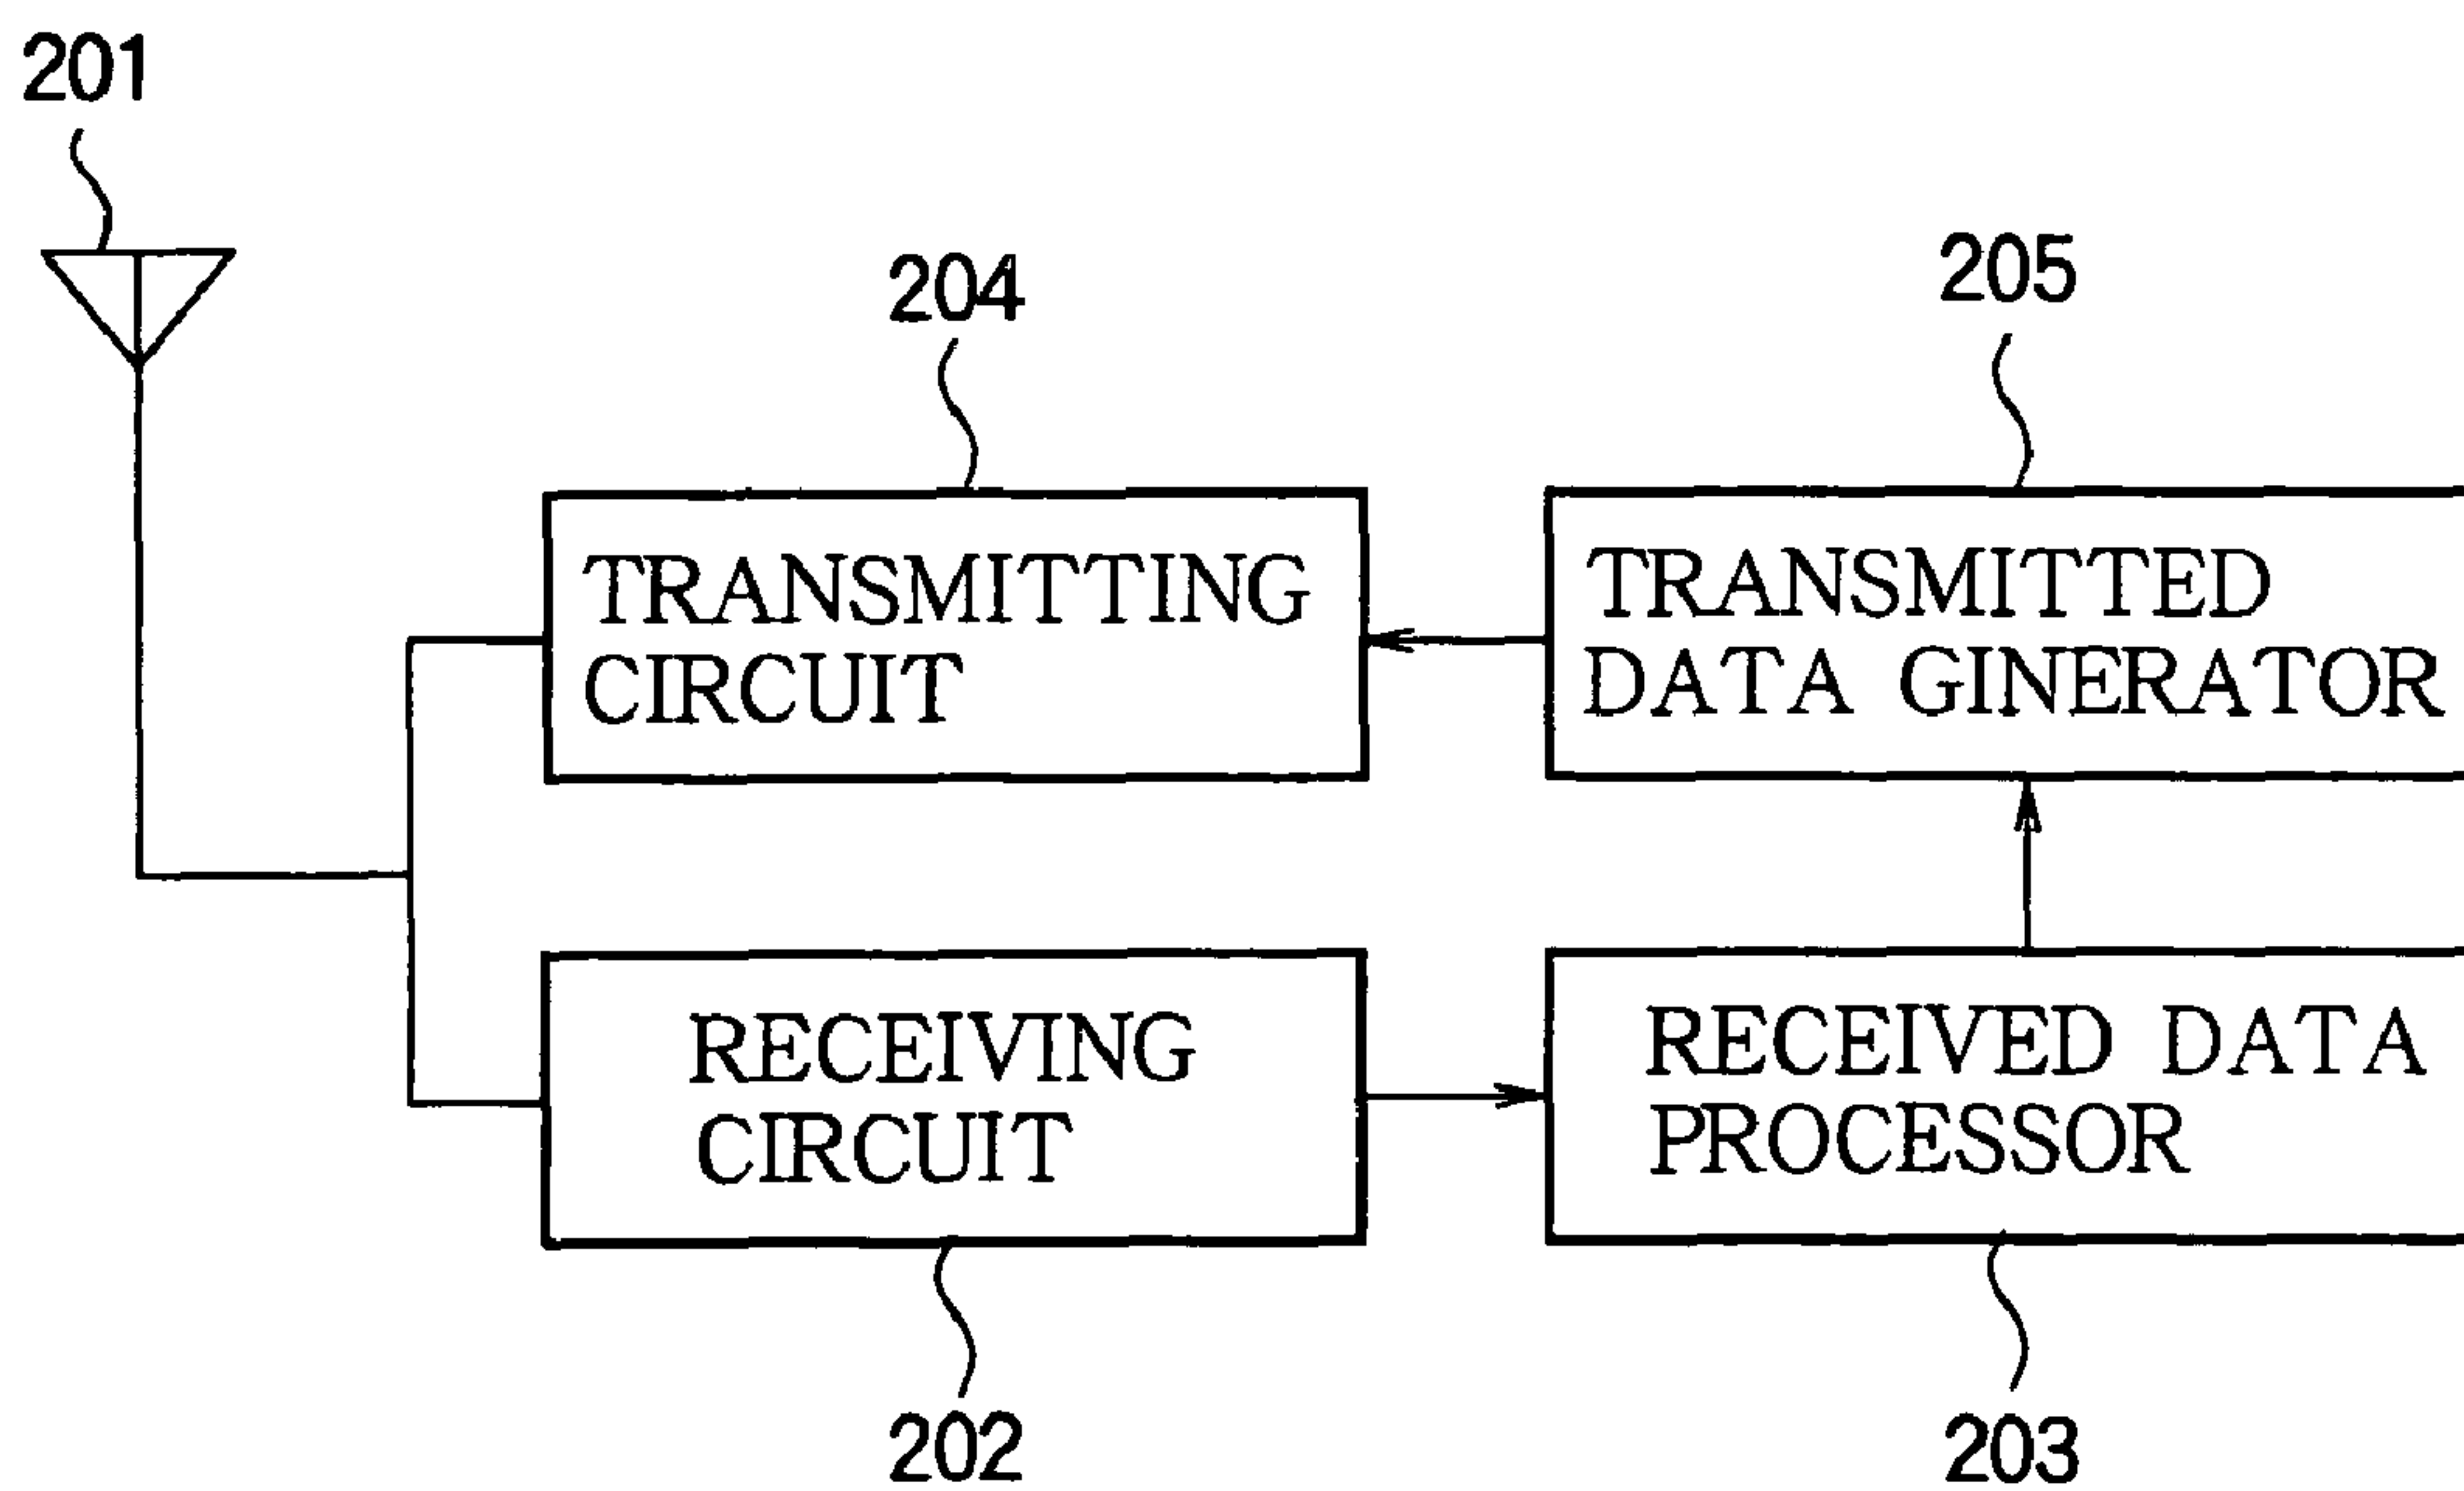 201
204
205
TRANSMITTING
CIRCUIT
TRANSMITTED
DATA GINERATOR
RECEIVING
CIRCUIT
RECEIVED DATA
PROCESSOR
202
203